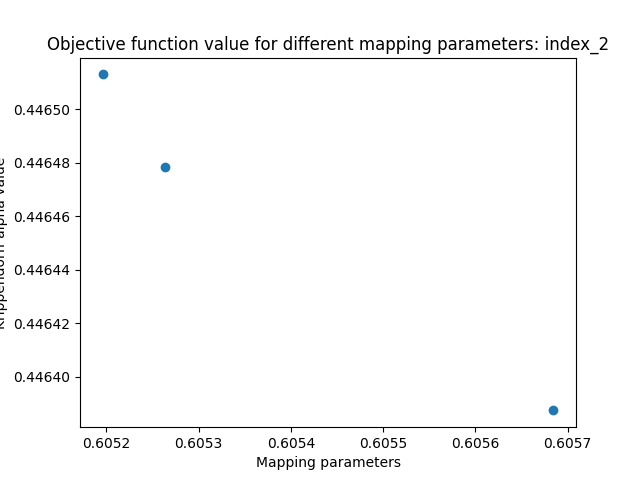 Objective function value for different mapping parameters: index_2
Krippendorff alpha value
0.44650
0.44648
0.44646
0.44644
0.44642
0.44640
0.6052 0.6053 0.6054 0.6055 0.6056 0.6057
Mapping parameters